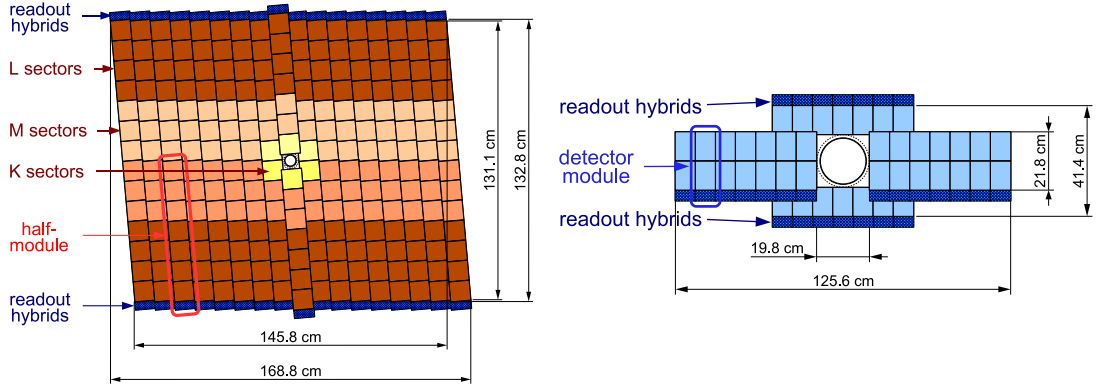 readout
hybrids
L sectors
M sectors
K sectors
half-
module
readout
hybrids
131.1 cm
132.8 cm
145.8 cm
168.8 cm
readout hybrids
detector
module
readout hybrids
21.8 cm
41.4 cm
19.8 cm
125.6 cm